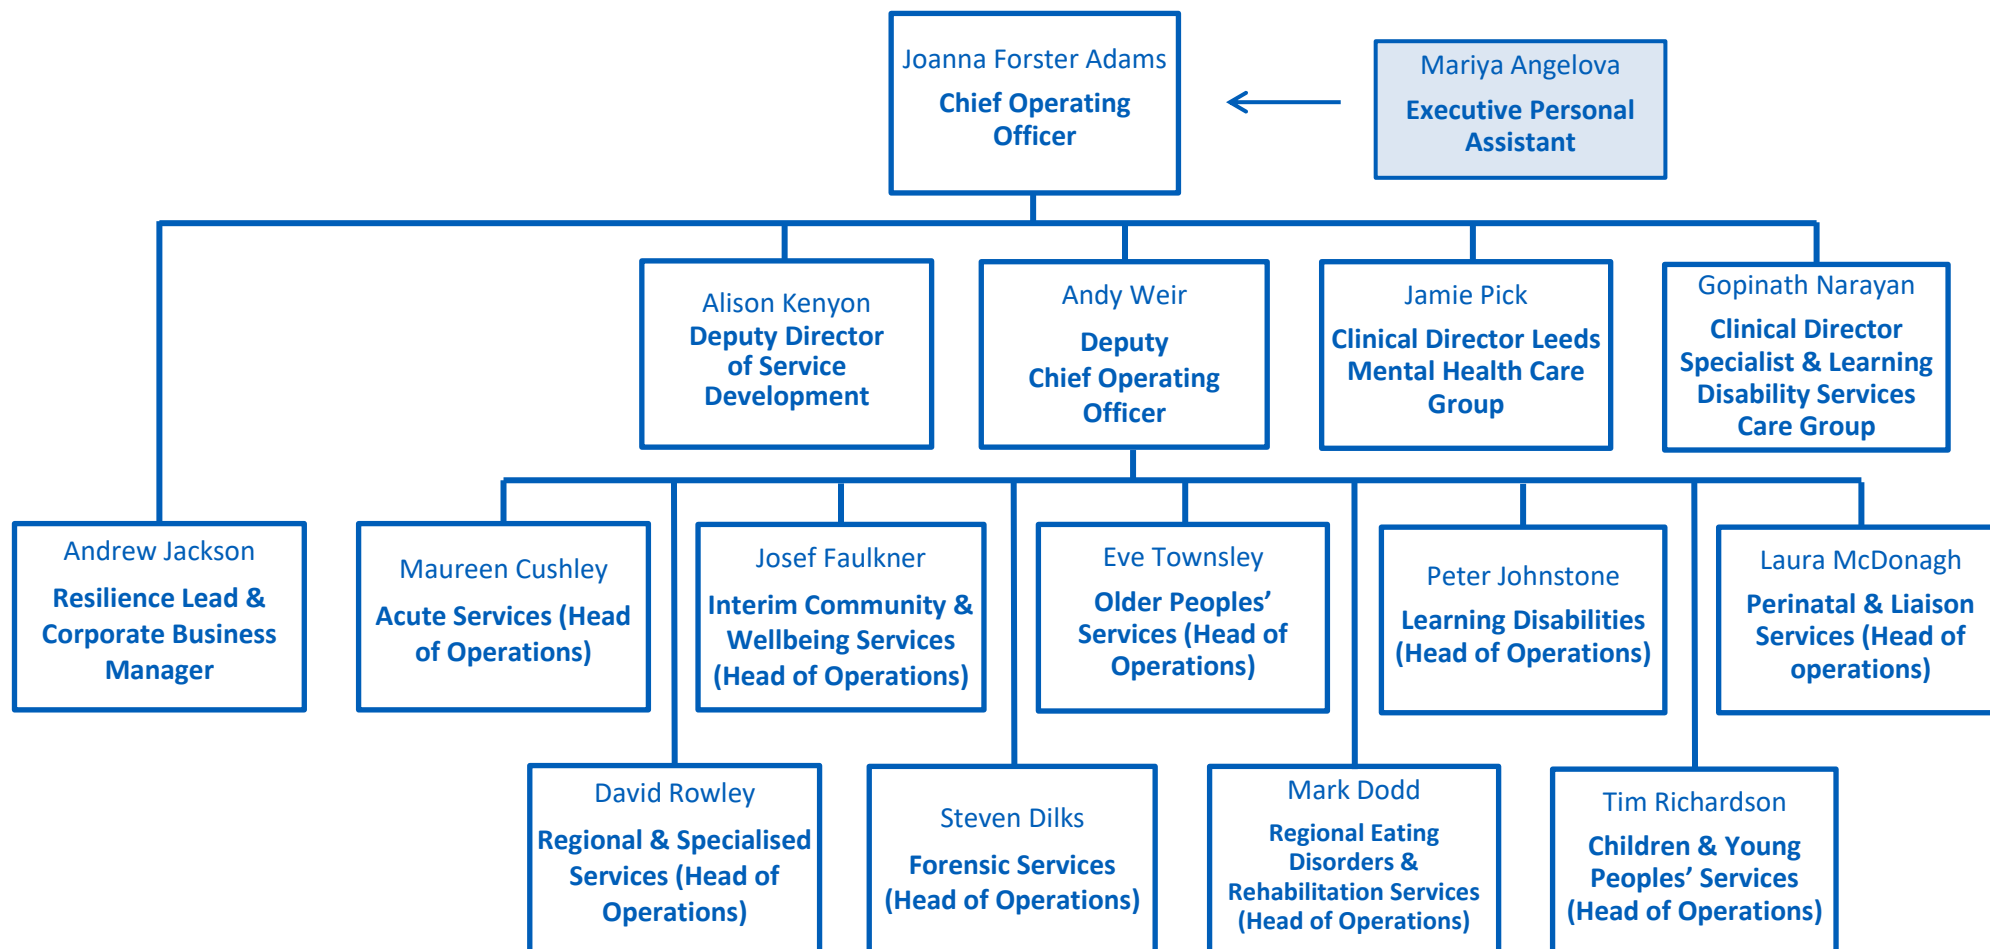 Joanna Forster Adams
Chief Operating
Officer
Mariya Angelova
Executive Personal
Assistant
Alison Kenyon
Deputy Director
of Service
Development
Andy Weir
Deputy
Chief Operating
Officer
Jamie Pick
Clinical Director Leeds
Mental Health Care
Group
Gopinath Narayan
Clinical Director
Specialist & Learning
Disability Services
Care Group
Andrew Jackson
Resilience Lead &
Corporate Business
Manager
Maureen Cushley
Acute Services (Head
of Operations)
Josef Faulkner
Interim Community &
Wellbeing Services
(Head of Operations)
Eve Townsley
Older Peoples’
Services (Head of
Operations)
Peter Johnstone
Learning Disabilities
(Head of Operations)
Laura McDonagh
Perinatal & Liaison
Services (Head of
operations)
David Rowley
Regional & Specialised
Services (Head of
Operations)
Steven Dilks
Forensic Services
(Head of Operations)
Mark Dodd
Regional Eating
Disorders &
Rehabilitation Services
(Head of Operations)
Tim Richardson
Children & Young
Peoples’ Services
(Head of Operations)